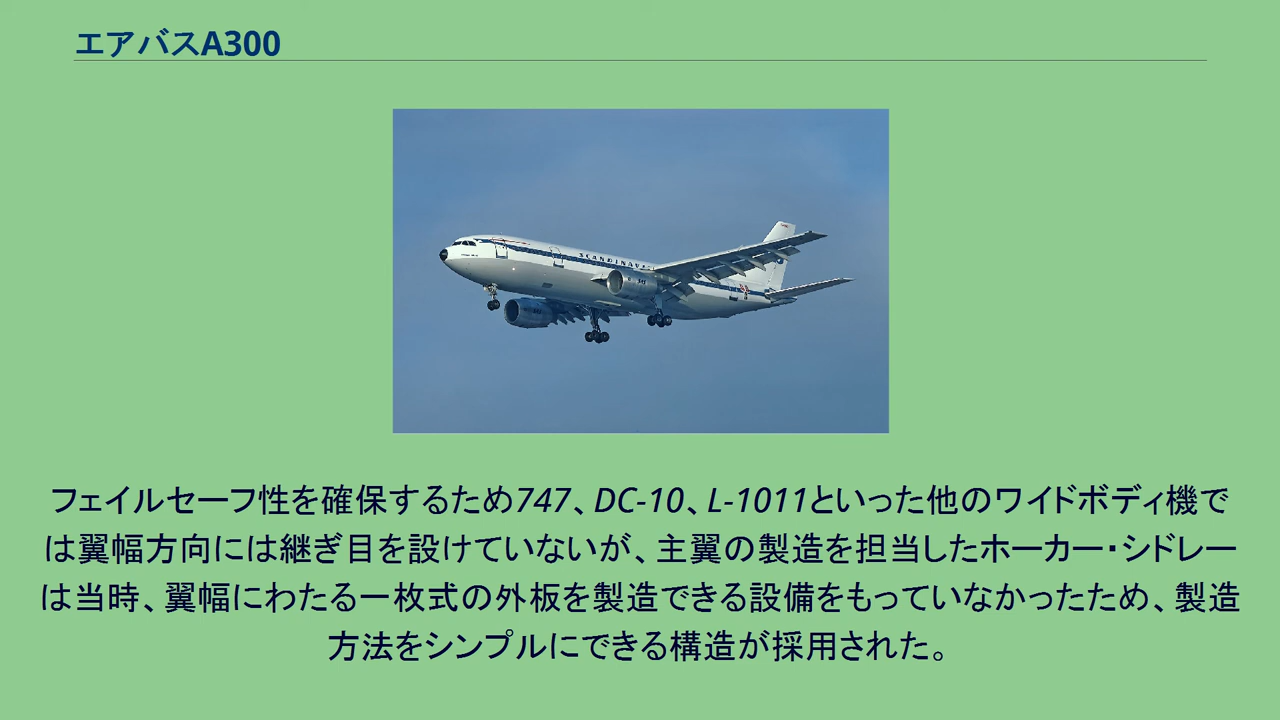 エアバスA300
SCANDINAVI
フェイルセーフ性を確保するため747、DC-10、L-1011といった他のワイドボディ機で
は翼幅方向には継ぎ目を設けていないが、主翼の製造を担当したホーカー・シドレー
は当時、翼幅にわたる一枚式の外板を製造できる設備をもっていなかったため、製造
方法をシンプルにできる構造が採用された。